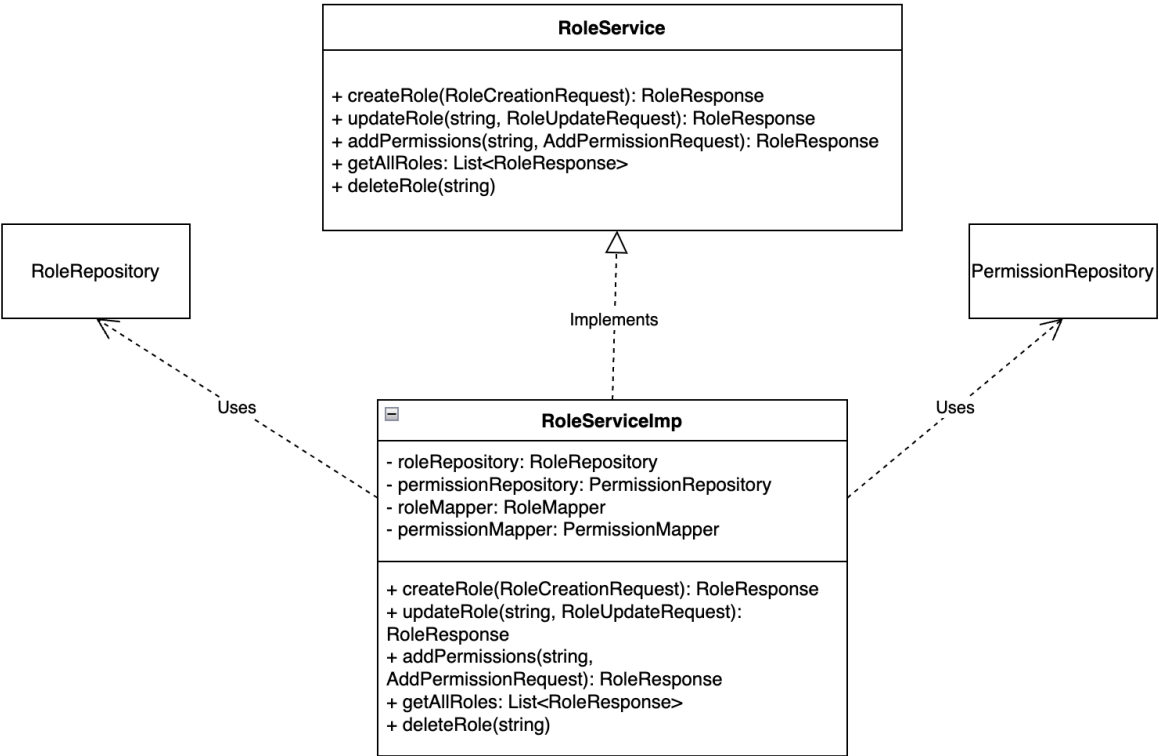 RoleService
+ createRole(RoleCreationRequest): RoleResponse
+ updateRole(string, RoleUpdateRequest): RoleResponse
+ addPermissions(string, AddPermissionRequest): RoleResponse
+ getAllRoles: List<RoleResponse>
+ deleteRole(string)
RoleRepository
PermissionRepository
Implements
Uses
Uses
RoleServiceImp
- roleRepository: RoleRepository
- permissionRepository: PermissionRepository
- roleMapper: RoleMapper
- permissionMapper: PermissionMapper
+ createRole(RoleCreationRequest): RoleResponse
+ updateRole(string, RoleUpdateRequest):
RoleResponse
+ addPermissions(string,
AddPermissionRequest): RoleResponse
+ getAllRoles: List<RoleResponse>
+ deleteRole(string)